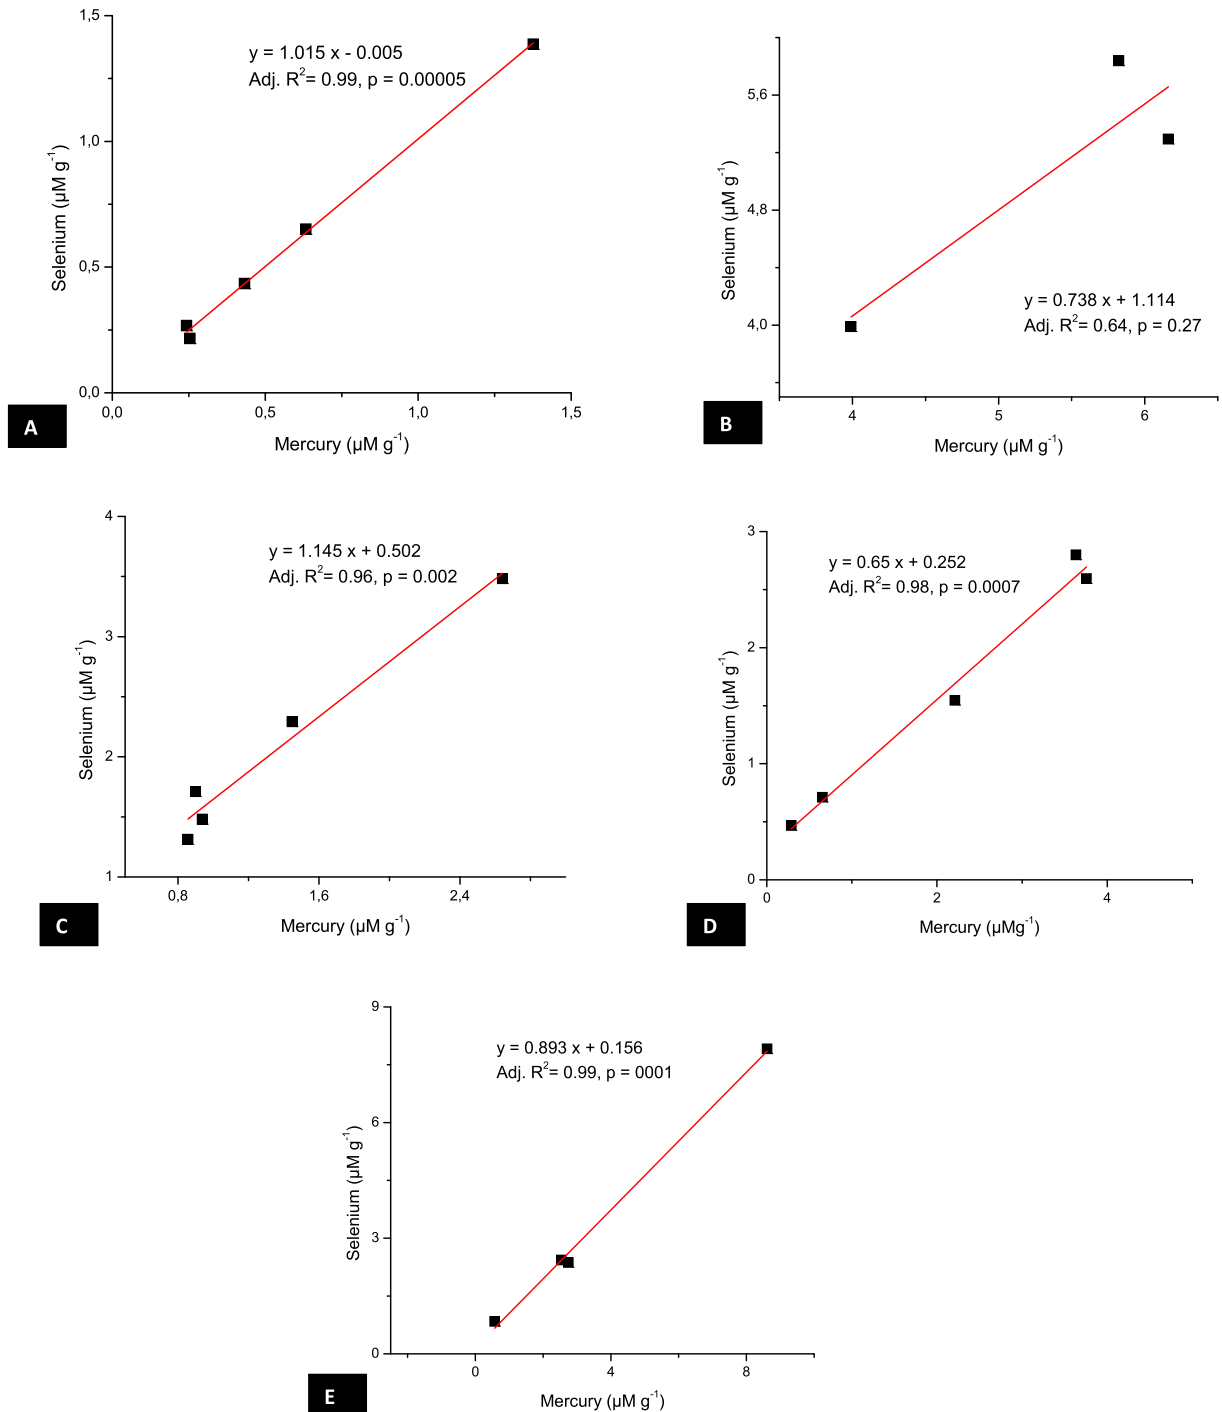 1,5
y = 1.015 x - 0.005
Adj. R²= 0.99, p = 0.00005
1,0
Selenium (µM g⁻¹)
0,5
0,0
0,0 0,5 1,0 1,5
Mercury (µM g⁻¹)
A
5,6
Selenium (µM g⁻¹)
4,8
y = 0.738 x + 1.114
Adj. R²= 0.64, p = 0.27
4,0
4 5 6
Mercury (µM g⁻¹)
B
4
y = 1.145 x + 0.502
Adj. R²= 0.96, p = 0.002
3
Selenium (µM g⁻¹)
2
1
0,8 1,6 2,4
Mercury (µM g⁻¹)
C
3
y = 0.65 x + 0.252
Adj. R²= 0.98, p = 0.0007
2
Selenium (µM g⁻¹)
1
0
0 2 4
Mercury (µMg⁻¹)
D
9
y = 0.893 x + 0.156
Adj. R²= 0.99, p = 0001
6
Selenium (µM g⁻¹)
3
0
0 4 8
Mercury (µM g⁻¹)
E